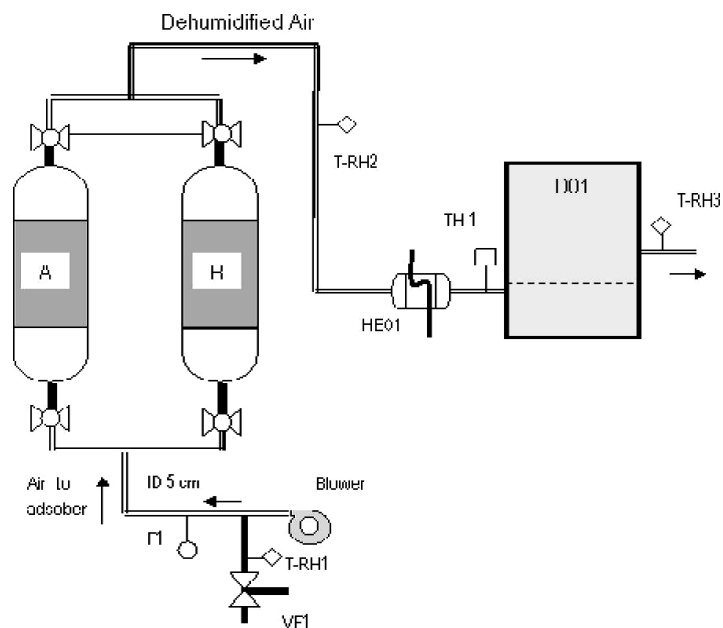 Dehumidified Air
T-RH2
D01
T-RH3
TH 1
A
HE01
Air to
adsober
ID 5 cm
Blower
T-RH1
VF1